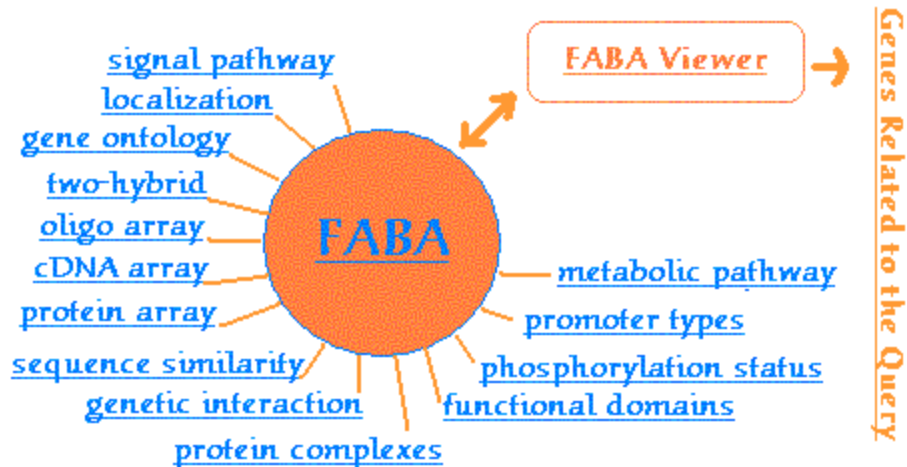 signal pathway
localization
gene ontology
two-hybrid
oligo array
cDNA array
protein array
sequence similarity
genetic interaction
protein complexes
functional domains
phosphorylation status
promoter types
metabolic pathway
FABA
FABA Viewer
Genes Related to the Query